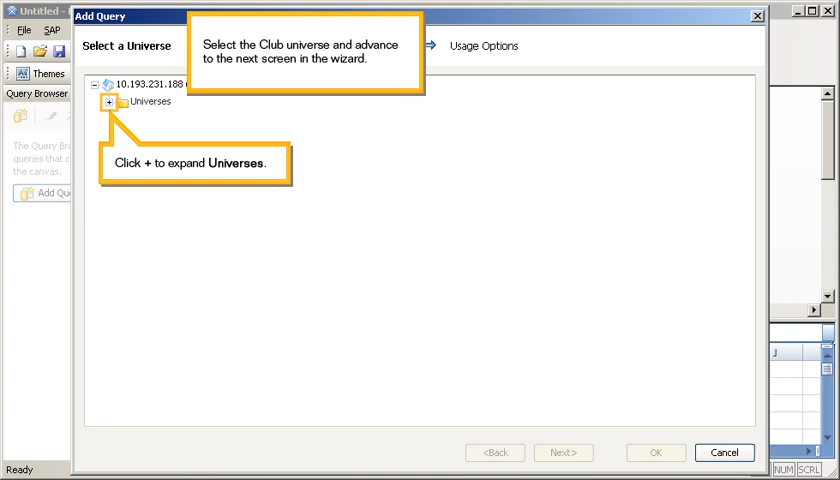 Untitled -
Add Query
File SAP
Select a Universe
Usage Options
Select the Club universe and advance
to the next screen in the wizard.
Themes
10.193.231.188
Universes
Query Browser
The Query Br
queries that c
the canvas.
Add Qu
Click + to expand Universes.
J
<Back
Next>
OK
Cancel
Ready
NUM
SCRL